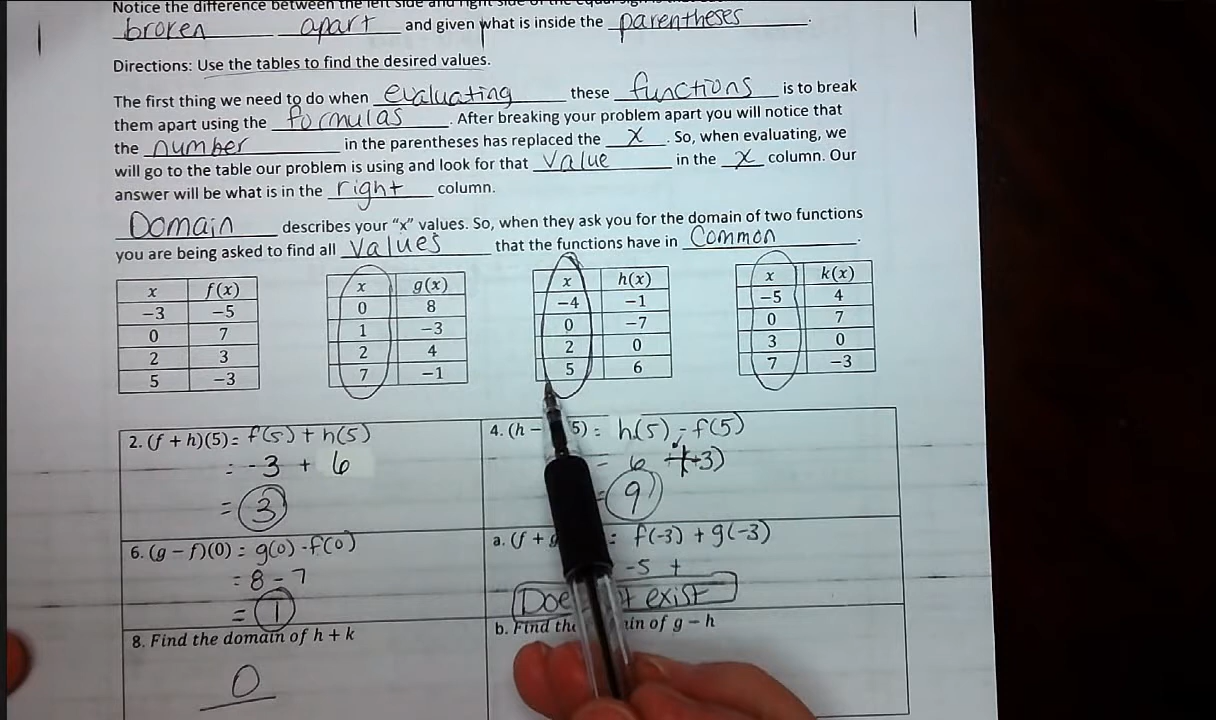 Notice the difference between the left side and right side of the equal sign is that
broken apart and given what is inside the parentheses.
Directions: Use the tables to find the desired values.
The first thing we need to do when evaluating these functions is to break
them apart using the formulas. After breaking your problem apart you will notice that
the number in the parentheses has replaced the x. So, when evaluating, we
will go to the table our problem is using and look for that value in the x column. Our
answer will be what is in the right column.
Domain describes your "x" values. So, when they ask you for the domain of two functions
you are being asked to find all values that the functions have in common.
x f(x) x g(x) x h(x) x k(x)
-3 -5 0 8 -4 -1 -5 4
0 7 1 -3 0 -7 0 7
2 3 2 4 2 0 3 0
5 -3 7 -1 5 6 7 -3
2. (f + h)(5) = f(5) + h(5)
= -3 + 6
= 3
4. (h - 5) = h(5) - f(5)
= 6 + (+3)
= 9
6. (g - f)(0) = g(0) - f(0)
= 8 - 7
= 1
a. (f + g = f(-3) + g(-3)
-5 +
Does exist
8. Find the domain of h + k
0
b. Find the of g - h